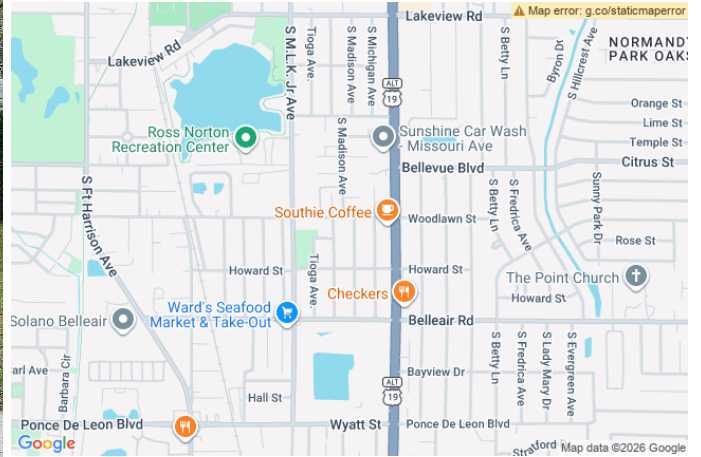 Map error: g.co/staticmaperror
Lakeview Rd
Lakeview Rd
S M.L.K. Jr Ave
Tioga Ave.
S Madison Ave
S Michigan Ave
ALT
19
S Betty Ln
Byron Dr
S Hillcrest Ave
NORMANDY
PARK OAKS
Orange St
Lime St
Temple St
Citrus St
Ross Norton
Recreation Center
S Madison Ave
Sunshine Car Wash
- Missouri Ave
Bellevue Blvd
S Ft Harrison Ave
Southie Coffee
Woodlawn St
S Betty Ln
S Fredrica Ave
Sunny Park Dr
Rose St
Howard St
Tioga Ave.
Howard St
The Point Church
Howard St
Checkers
Ward's Seafood
Market & Take-Out
Solano Belleair
Belleair Rd
S Betty Ln
S Fredrica Ave
S Lady Mary Dr
S Evergreen Ave
arl Ave
Barbara Cir
Bayview Dr
ALT
19
Hall St
Ponce De Leon Blvd
Wyatt St
Ponce De Leon Blvd
Stratford
Google
Map data ©2026 Google